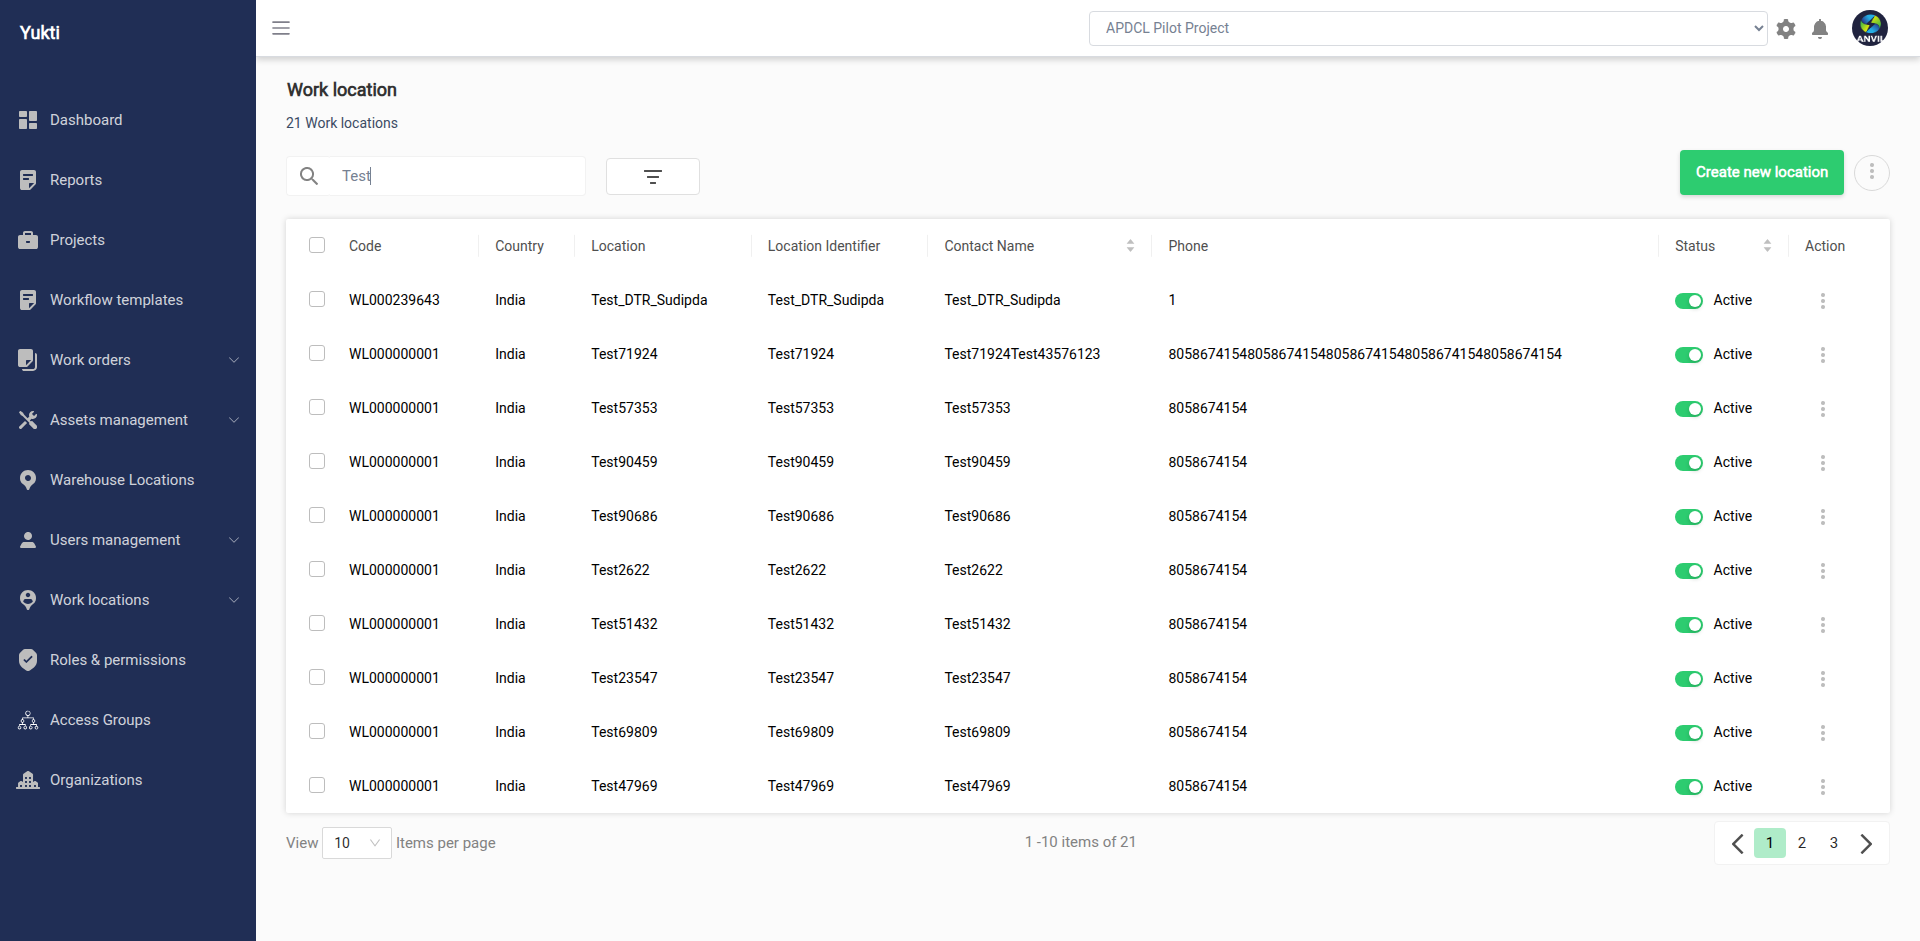 Yukti
Dashboard
Reports
Projects
Workflow templates
Work orders
Assets management
Warehouse Locations
Users management
Work locations
Roles & permissions
Access Groups
Organizations
APDCL Pilot Project
ANVIL
Work location
21 Work locations
Test
Create new location
Code Country Location Location Identifier Contact Name Phone Status Action
WL000239643 India Test_DTR_Sudipda Test_DTR_Sudipda Test_DTR_Sudipda 1 Active
WL000000001 India Test71924 Test71924 Test71924Test43576123 80586741548058674154805867415480586741548058674154 Active
WL000000001 India Test57353 Test57353 Test57353 8058674154 Active
WL000000001 India Test90459 Test90459 Test90459 8058674154 Active
WL000000001 India Test90686 Test90686 Test90686 8058674154 Active
WL000000001 India Test2622 Test2622 Test2622 8058674154 Active
WL000000001 India Test51432 Test51432 Test51432 8058674154 Active
WL000000001 India Test23547 Test23547 Test23547 8058674154 Active
WL000000001 India Test69809 Test69809 Test69809 8058674154 Active
WL000000001 India Test47969 Test47969 Test47969 8058674154 Active
View 10 Items per page
1 -10 items of 21
1 2 3